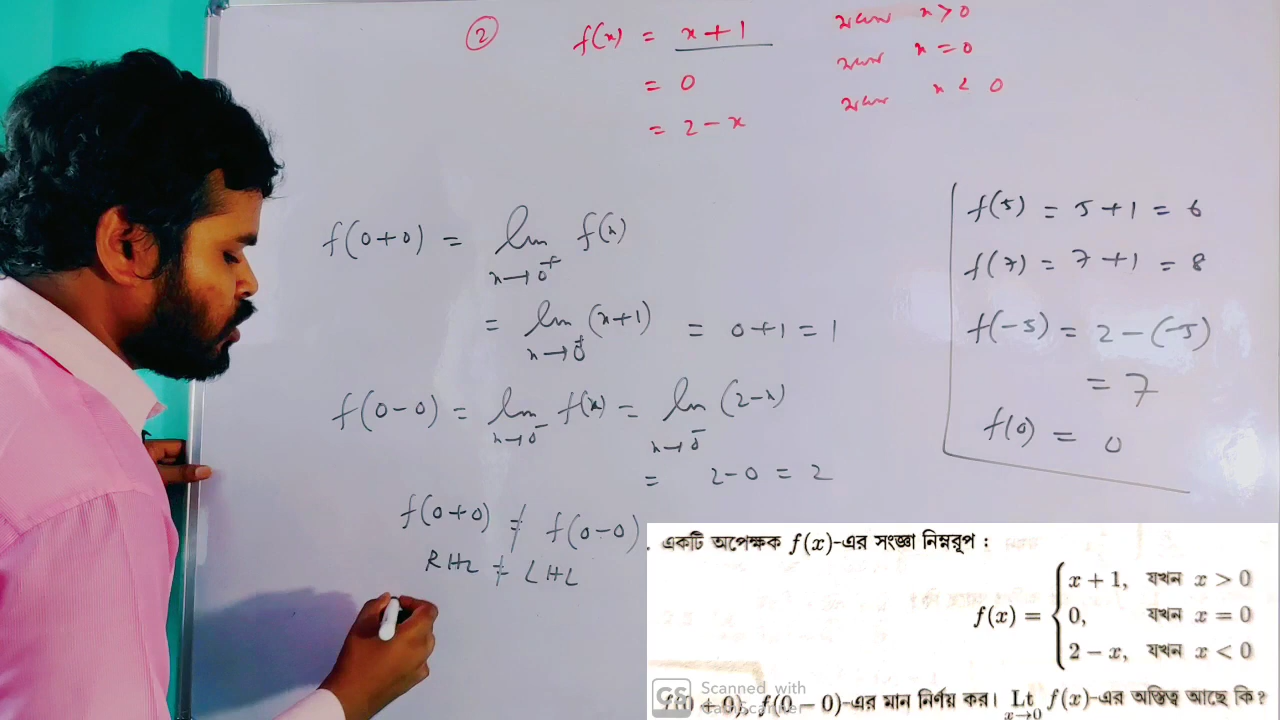 ② f(x) = x + 1 যখন x > 0
= 0 যখন x = 0
= 2 - x যখন x < 0
f(0+0) = lim x→0⁺ f(x)
= lim x→0⁺ (x+1) = 0+1 = 1
f(0-0) = lim x→0⁻ f(x) = lim x→0⁻ (2-x)
= 2-0 = 2
f(0+0) ≠ f(0-0)
RHL ≠ LHL
f(5) = 5+1 = 6
f(7) = 7+1 = 8
f(-5) = 2-(-5)
= 7
f(0) = 0
. একটি অপেক্ষক f(x)-এর সংজ্ঞা নিম্নরূপ :
x + 1, যখন x > 0
f(x) = { 0, যখন x = 0
2 - x, যখন x < 0
f(0 + 0), f(0 - 0)-এর মান নির্ণয় কর। Lt x→0 f(x)-এর অস্তিত্ব আছে কি?
CS Scanned with